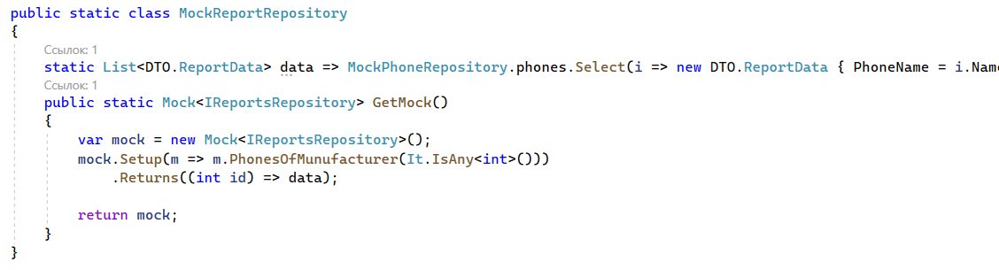 public static class MockReportRepository
{
Ссылок: 1
static List<DTO.ReportData> data => MockPhoneRepository.phones.Select(i => new DTO.ReportData { PhoneName = i.Name
Ссылок: 1
public static Mock<IReportsRepository> GetMock()
{
var mock = new Mock<IReportsRepository>();
mock.Setup(m => m.PhonesOfMunufacturer(It.IsAny<int>()))
.Returns((int id) => data);
return mock;
}
}